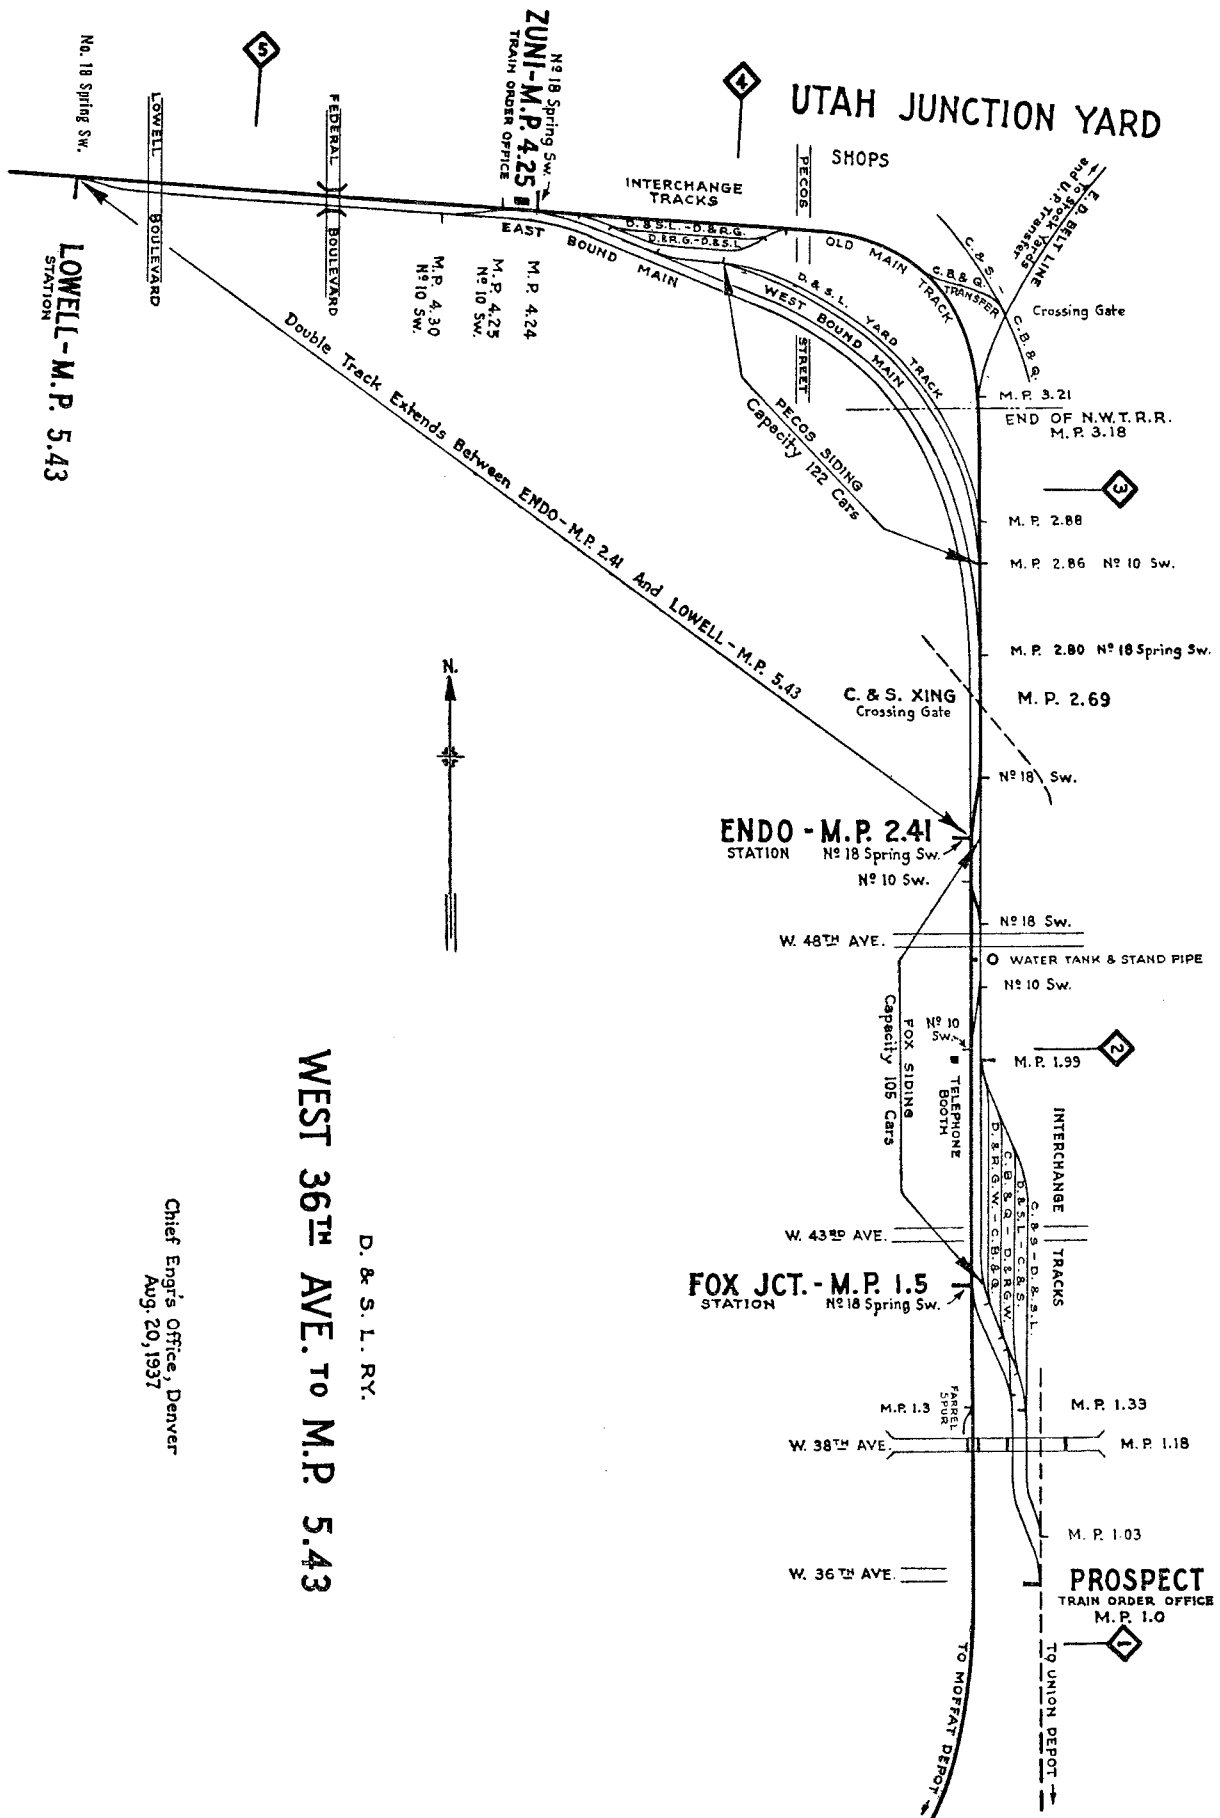 UTAH JUNCTION YARD
SHOPS
5
4
No. 18 Spring Sw.
LOWELL BOULEVARD
FEDERAL BOULEVARD
ZUNI-M.P. 4.25
TRAIN ORDER OFFICE
Nº 18 Spring Sw.
INTERCHANGE
TRACKS
D.&S.L.-D.&R.G.
D.&R.G.-D.&S.L.
PECOS STREET
OLD MAIN TRACK
E. D. BELT LINE
To Stock Yards
and U.P. Transfer
C. & S. - C. B. & Q.
C.B.& Q.
TRANSFER
Crossing Gate
EAST BOUND MAIN
D. & S. L. YARD TRACK
WEST BOUND MAIN
LOWELL-M.P. 5.43
STATION
M.P. 4.30
Nº 10 Sw.
M.P. 4.25
Nº 10 Sw.
M.P. 4.24
M.P. 3.21
END OF N.W.T.R.R.
M.P. 3.18
PECOS SIDING
Capacity 122 Cars
3
M.P. 2.88
M.P. 2.86 Nº 10 Sw.
Double Track Extends Between ENDO-M.P. 2.41 And LOWELL-M.P. 5.43
M.P. 2.80 Nº 18 Spring Sw.
N.
C. & S. XING
Crossing Gate
M.P. 2.69
Nº 18 Sw.
ENDO - M.P. 2.41
STATION Nº 18 Spring Sw.
Nº 10 Sw.
Nº 18 Sw.
W. 48TH AVE.
WATER TANK & STAND PIPE
Nº 10 Sw.
FOX SIDING
Capacity 105 Cars
Nº 10
Sw.
2
M.P. 1.99
TELEPHONE
BOOTH
INTERCHANGE TRACKS
C. & S - D. & S. L.
D. & S. L - C. & S.
C. B. & Q - D. & R G W.
D. & R. G. W. - C. B. & Q.
W. 43RD AVE.
FOX JCT. - M.P. 1.5
STATION Nº 18 Spring Sw.
M.P. 1.3
FARREL
SPUR
M.P. 1.33
W. 38TH AVE.
M.P. 1.18
M.P. 1.03
W. 36TH AVE.
PROSPECT
TRAIN ORDER OFFICE
M.P. 1.0
1
TO MOFFAT DEPOT
TO UNION DEPOT
D. & S. L. RY.
WEST 36TH AVE. TO M.P. 5.43
Chief Engr's Office, Denver
Aug. 20, 1937